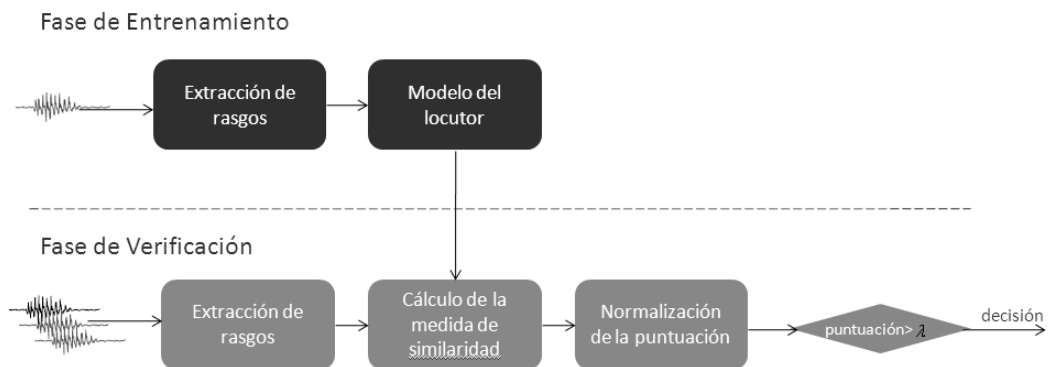 Fase de Entrenamiento
Extracción de
rasgos
Modelo del
locutor
Fase de Verificación
Extracción de
rasgos
Cálculo de la
medida de
similaridad
Normalización
de la puntuación
puntuación> λ
decisión